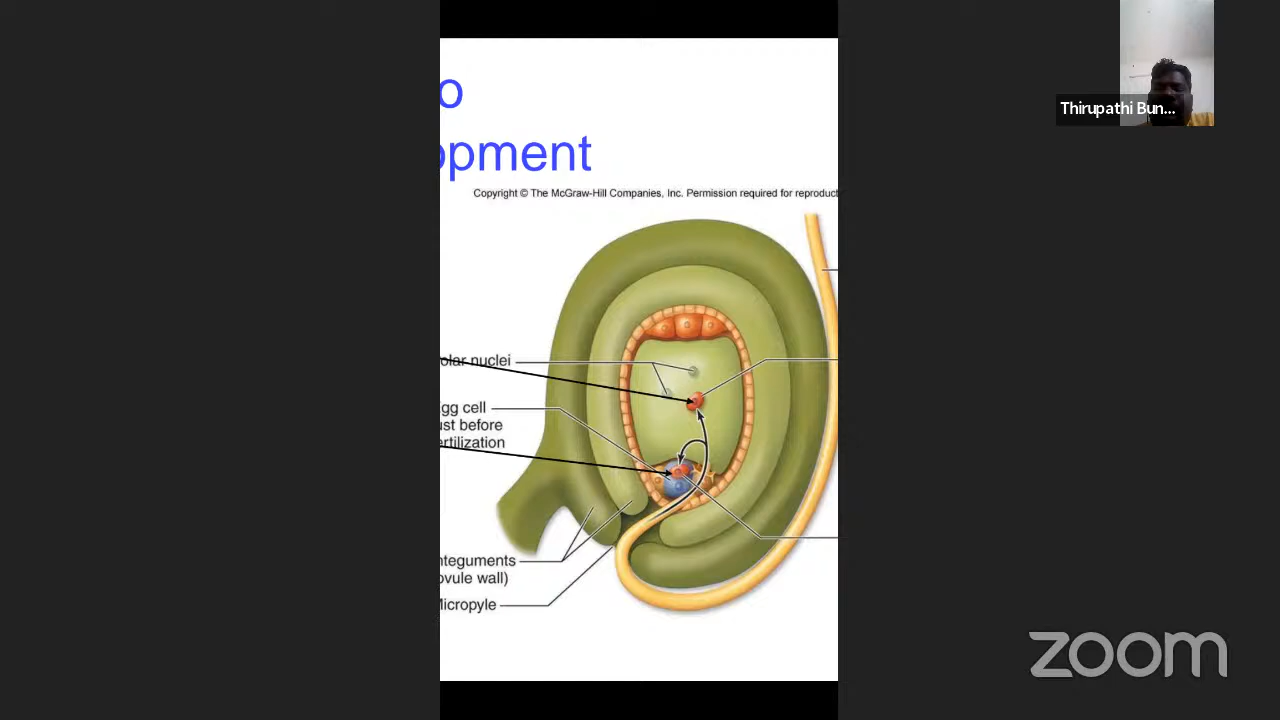 o
opment
Copyright © The McGraw-Hill Companies, Inc. Permission required for reproduct
olar nuclei
gg cell
ust before
ertilization
nteguments
ovule wall)
Micropyle
Thirupathi Bun...
zoom